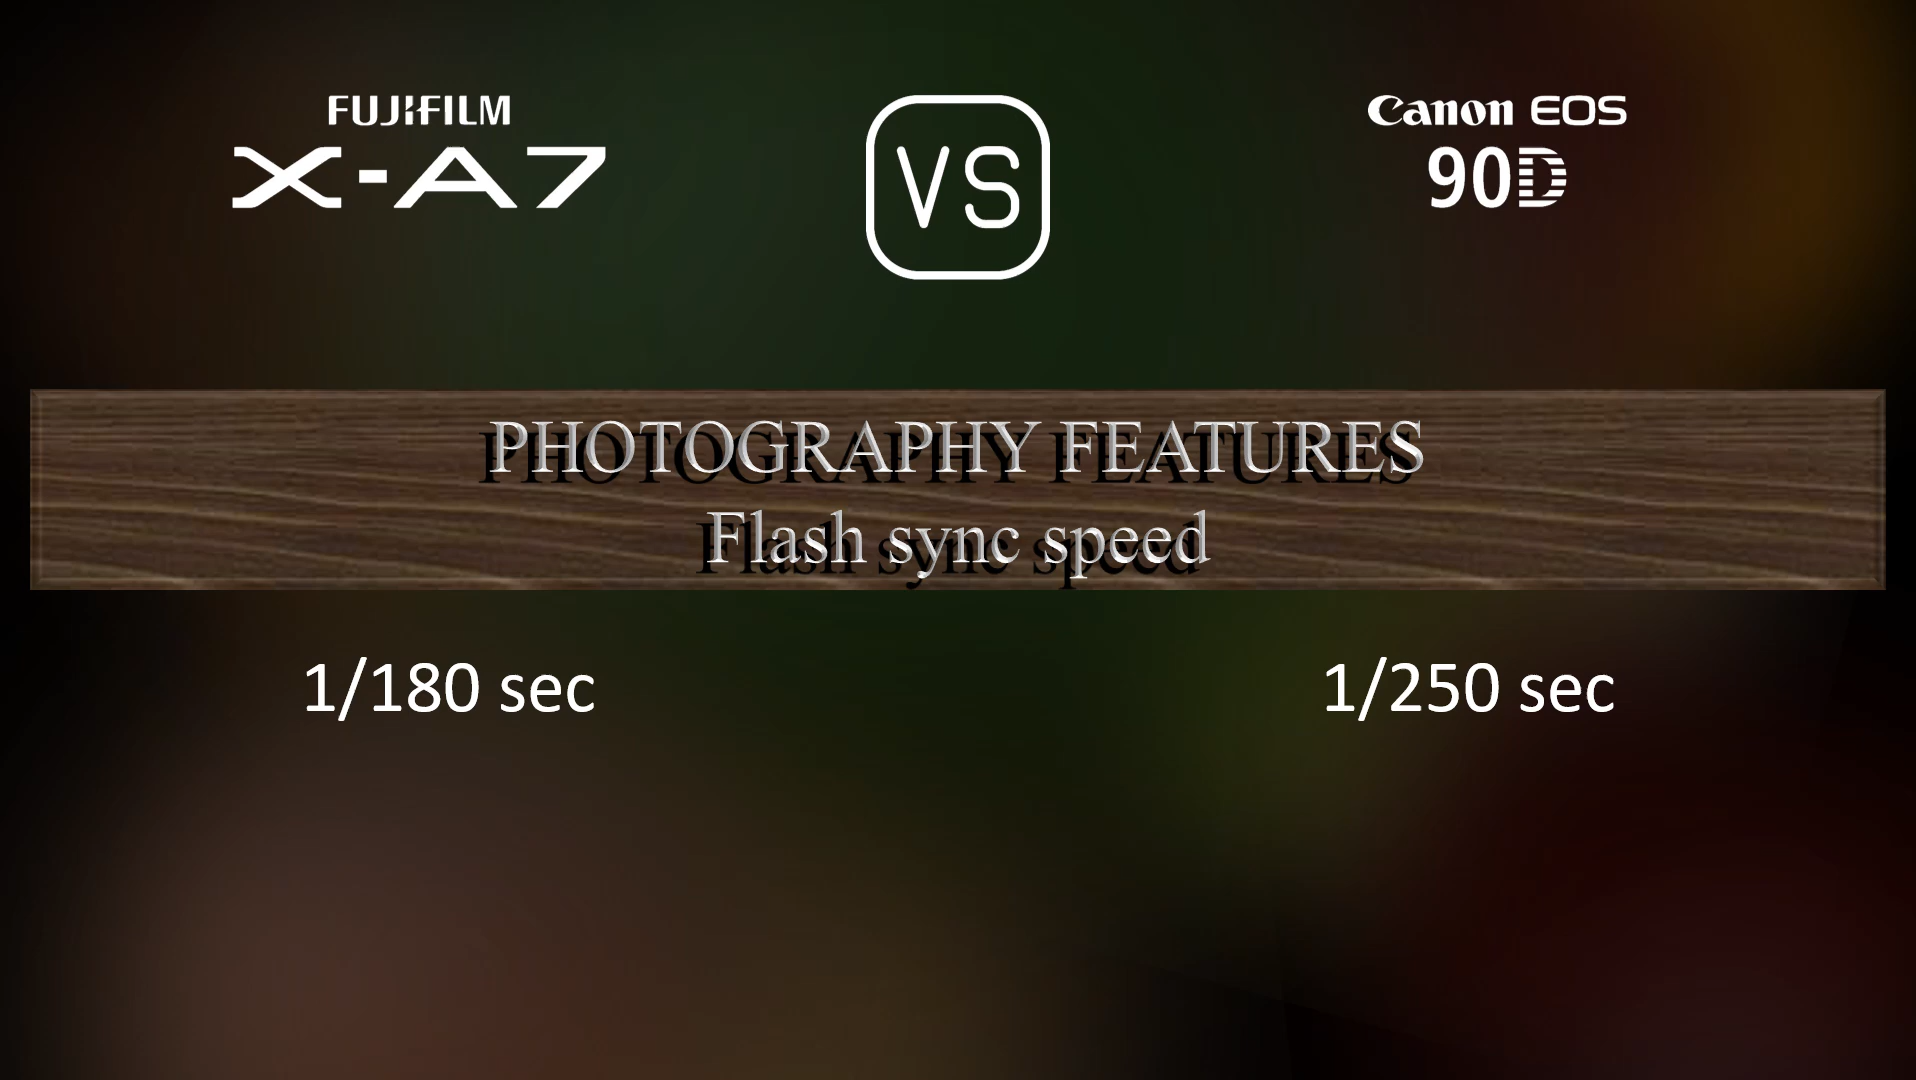 FUJIFILM
X-A7
VS
Canon EOS
90D
PHOTOGRAPHY FEATURES
Flash sync speed
1/180 sec
1/250 sec